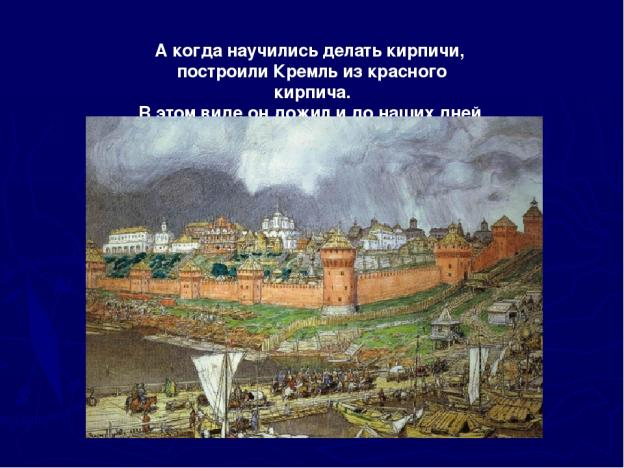 А когда научились делать кирпичи,
построили Кремль из красного
кирпича.
В этом виде он дожил и до наших дней